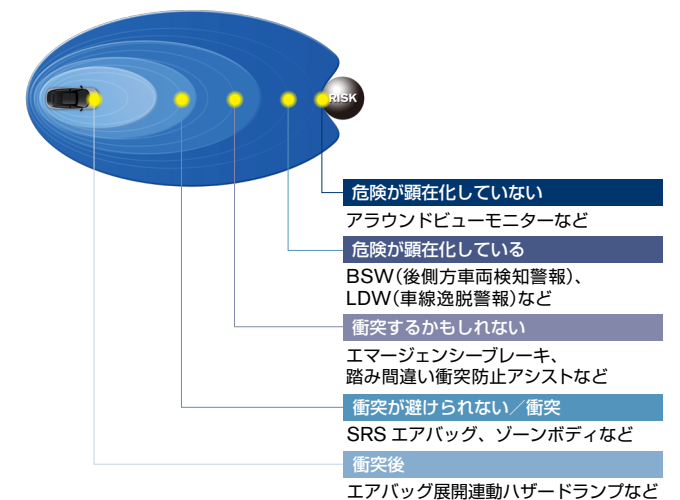 RISK
危険が顕在化していない
アラウンドビューモニターなど
危険が顕在化している
BSW（後側方車両検知警報）、
LDW（車線逸脱警報）など
衝突するかもしれない
エマージェンシーブレーキ、
踏み間違い衝突防止アシストなど
衝突が避けられない／衝突
SRS エアバッグ、ゾーンボディなど
衝突後
エアバッグ展開連動ハザードランプなど